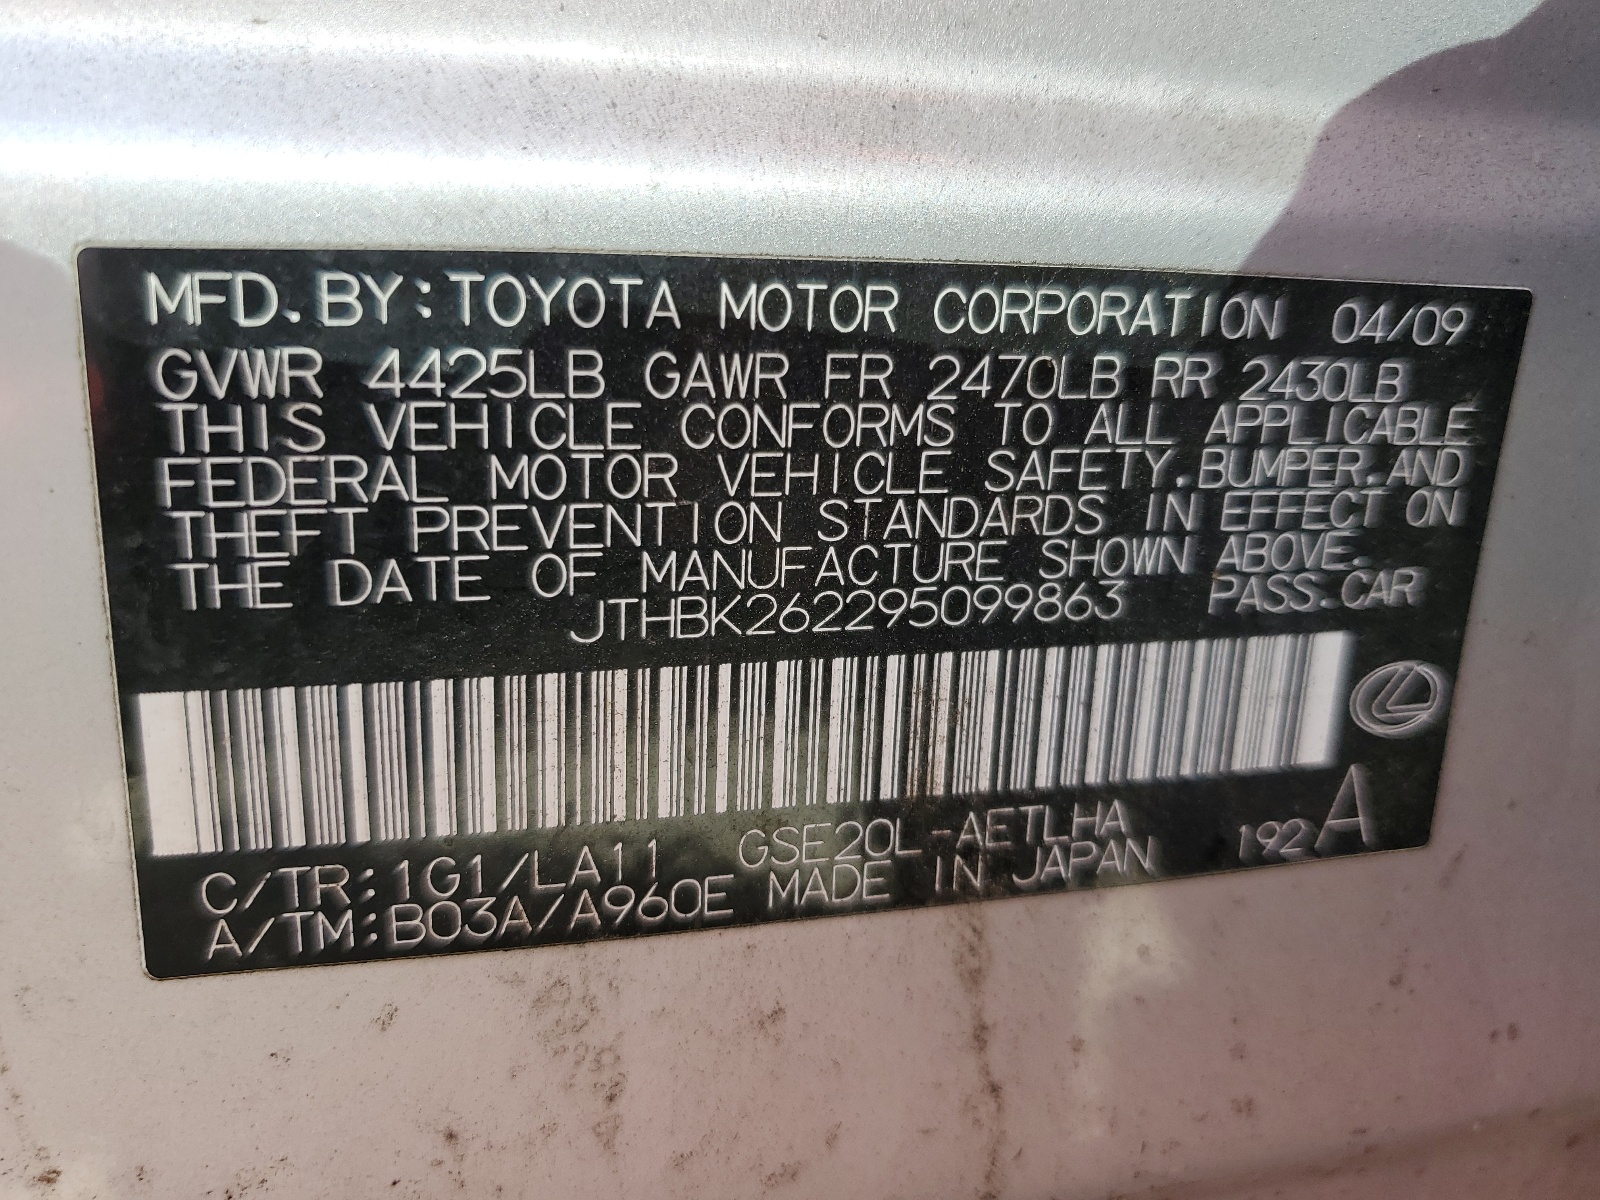 MFD. BY: TOYOTA MOTOR CORPORATION 04/09
GVWR 4425LB GAWR FR 2470LB RR 2430LB
THIS VEHICLE CONFORMS TO ALL APPLICABLE
FEDERAL MOTOR VEHICLE SAFETY, BUMPER, AND
THEFT PREVENTION STANDARDS IN EFFECT ON
THE DATE OF MANUFACTURE SHOWN ABOVE.
JTHBK262295099863 PASS. CAR
C/TR: 1G1/LA11 GSE20L-AETLHA 192 A
A/TM: B03A/A960E MADE IN JAPAN